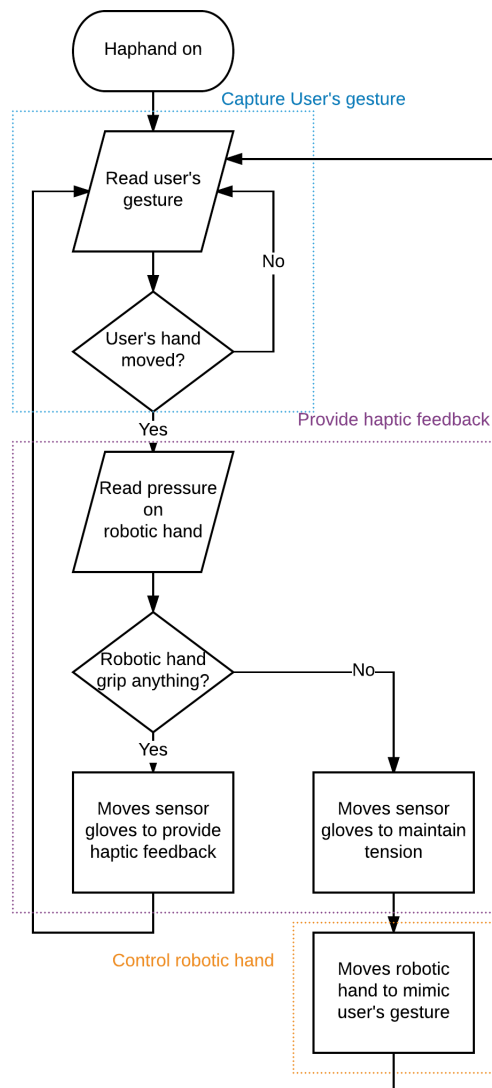 Haphand on
Capture User's gesture
Read user's
gesture
No
User's hand
moved?
Provide haptic feedback
Yes
Read pressure
on
robotic hand
Robotic hand
grip anything?
No
Yes
Moves sensor
gloves to provide
haptic feedback
Moves sensor
gloves to maintain
tension
Control robotic hand
Moves robotic
hand to mimic
user's gesture